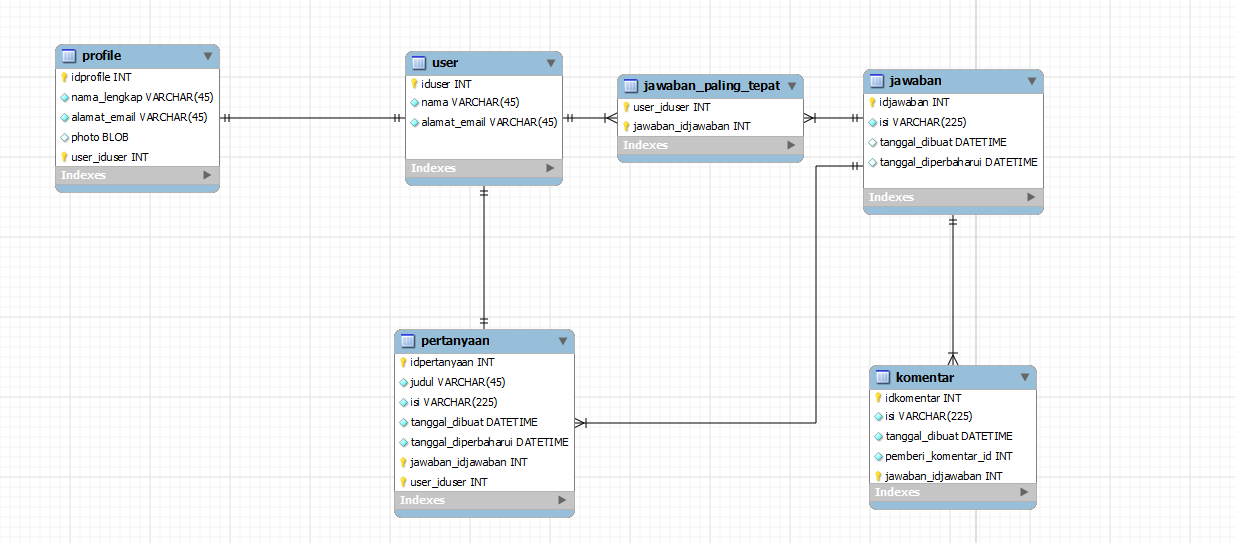 profile
idprofile INT
nama_lengkap VARCHAR(45)
alamat_email VARCHAR(45)
photo BLOB
user_iduser INT
Indexes
user
iduser INT
nama VARCHAR(45)
alamat_email VARCHAR(45)
Indexes
jawaban_paling_tepat
user_iduser INT
jawaban_idjawaban INT
Indexes
jawaban
idjawaban INT
isi VARCHAR(225)
tanggal_dibuat DATETIME
tanggal_diperbaharui DATETIME
Indexes
pertanyaan
idpertanyaan INT
judul VARCHAR(45)
isi VARCHAR(225)
tanggal_dibuat DATETIME
tanggal_diperbaharui DATETIME
jawaban_idjawaban INT
user_iduser INT
Indexes
komentar
idkomentar INT
isi VARCHAR(225)
tanggal_dibuat DATETIME
pemberi_komentar_id INT
jawaban_idjawaban INT
Indexes